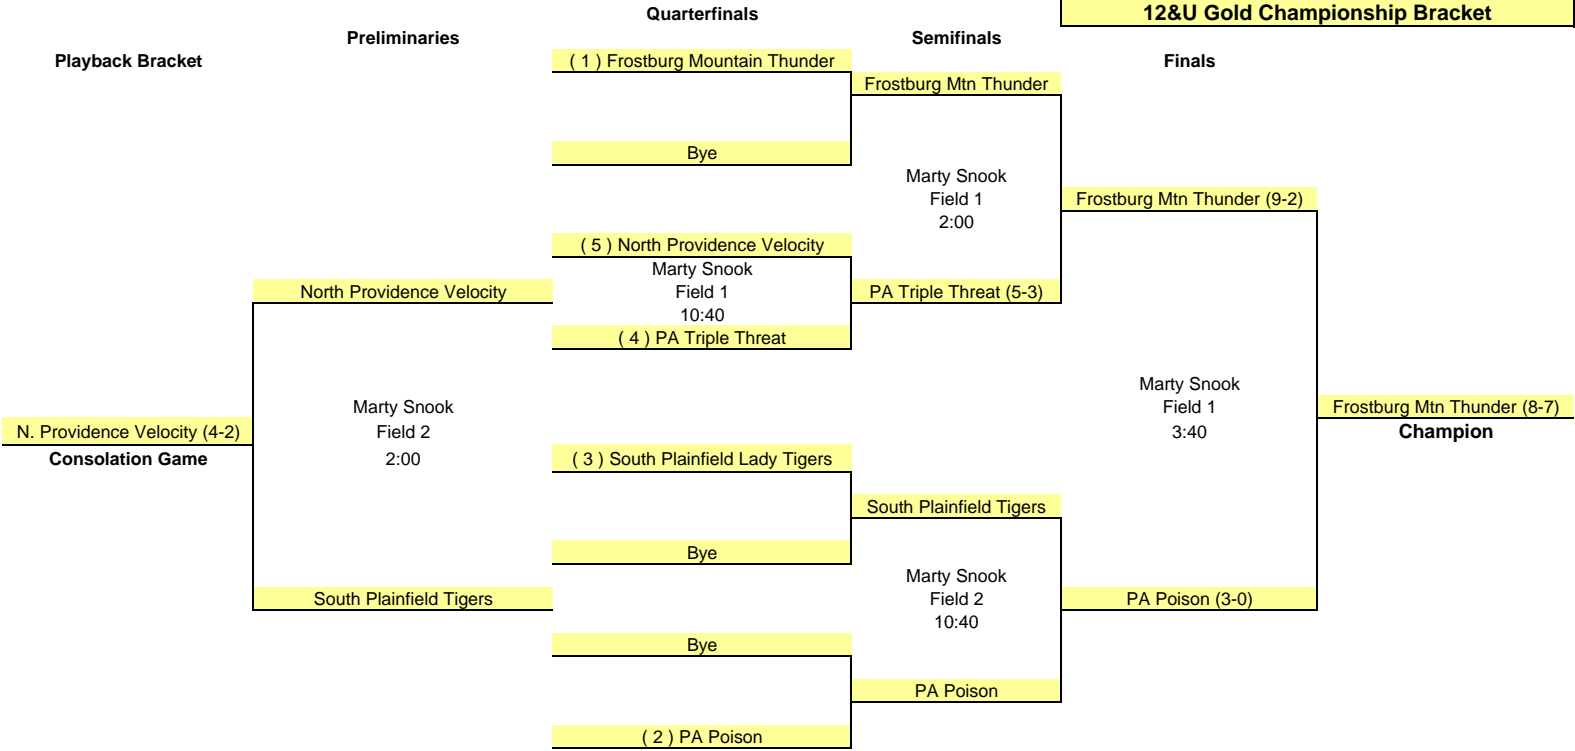 Quarterfinals
12&U Gold Championship Bracket
Preliminaries
Semifinals
Playback Bracket
( 1 ) Frostburg Mountain Thunder
Finals
Frostburg Mtn Thunder
Bye
Marty Snook
Field 1
2:00
Frostburg Mtn Thunder (9-2)
( 5 ) North Providence Velocity
Marty Snook
Field 1
10:40
North Providence Velocity
PA Triple Threat (5-3)
( 4 ) PA Triple Threat
Marty Snook
Field 1
3:40
Marty Snook
Field 2
2:00
Frostburg Mtn Thunder (8-7)
Champion
N. Providence Velocity (4-2)
Consolation Game
( 3 ) South Plainfield Lady Tigers
South Plainfield Tigers
Bye
Marty Snook
Field 2
10:40
South Plainfield Tigers
PA Poison (3-0)
Bye
PA Poison
( 2 ) PA Poison